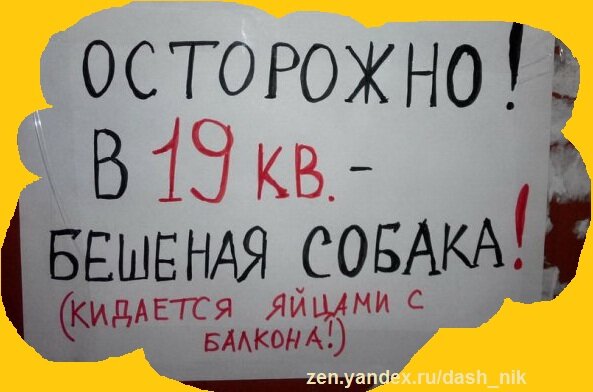 ОСТОРОЖНО!
В 19 КВ. -
БЕШЕНАЯ СОБАКА!
(КИДАЕТСЯ ЯЙЦАМИ С
БАЛКОНА!)
zen.yandex.ru/dash_nik